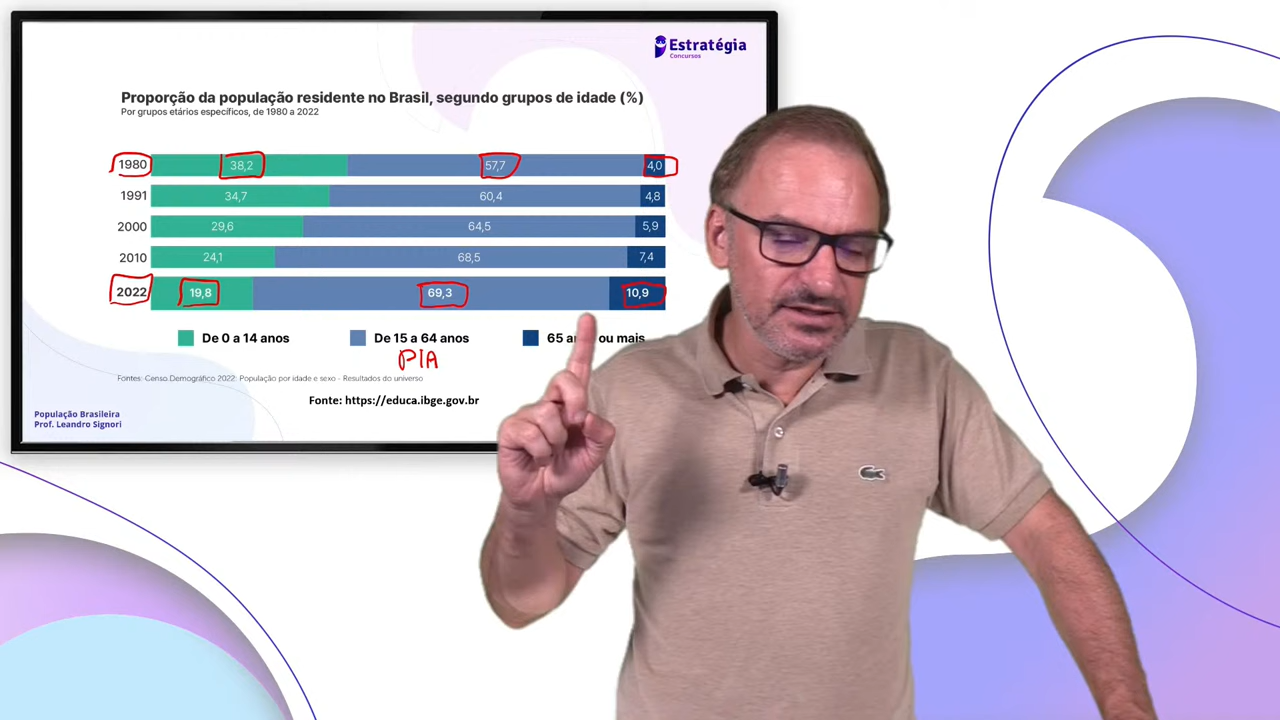 Estratégia
Concursos
Proporção da população residente no Brasil, segundo grupos de idade (%)
Por grupos etários específicos, de 1980 a 2022
1980 38,2 57,7 4,0
1991 34,7 60,4 4,8
2000 29,6 64,5 5,9
2010 24,1 68,5 7,4
2022 19,8 69,3 10,9
De 0 a 14 anos De 15 a 64 anos 65 ou mais
PIA
Fontes: Censo Demográfico 2022: População por idade e sexo - Resultados do universo
Fonte: https://educa.ibge.gov.br
População Brasileira
Prof. Leandro Signori